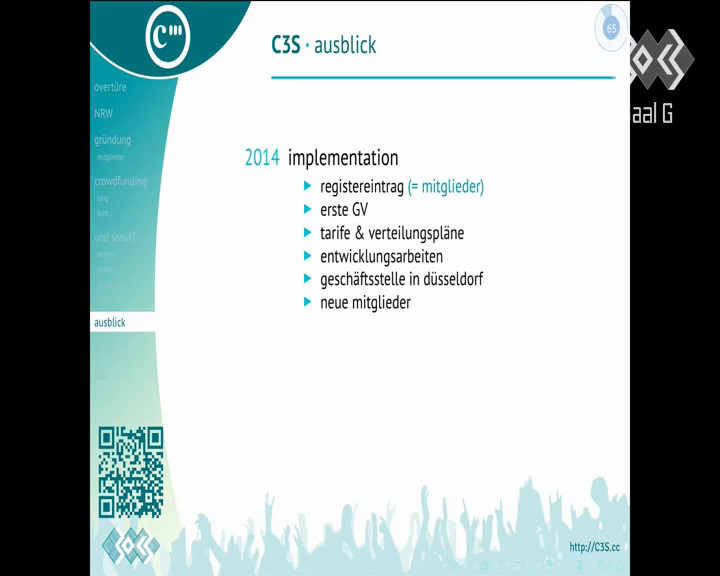 C'''
C3S · ausblick
65
aal G
overtüre
NRW
gründung
mitglieder
crowdfunding
lang
kurz
und sonst?
ausblick
2014 implementation
registereintrag (= mitglieder)
erste GV
tarife & verteilungspläne
entwicklungsarbeiten
geschäftsstelle in düsseldorf
neue mitglieder
http://C3S.cc